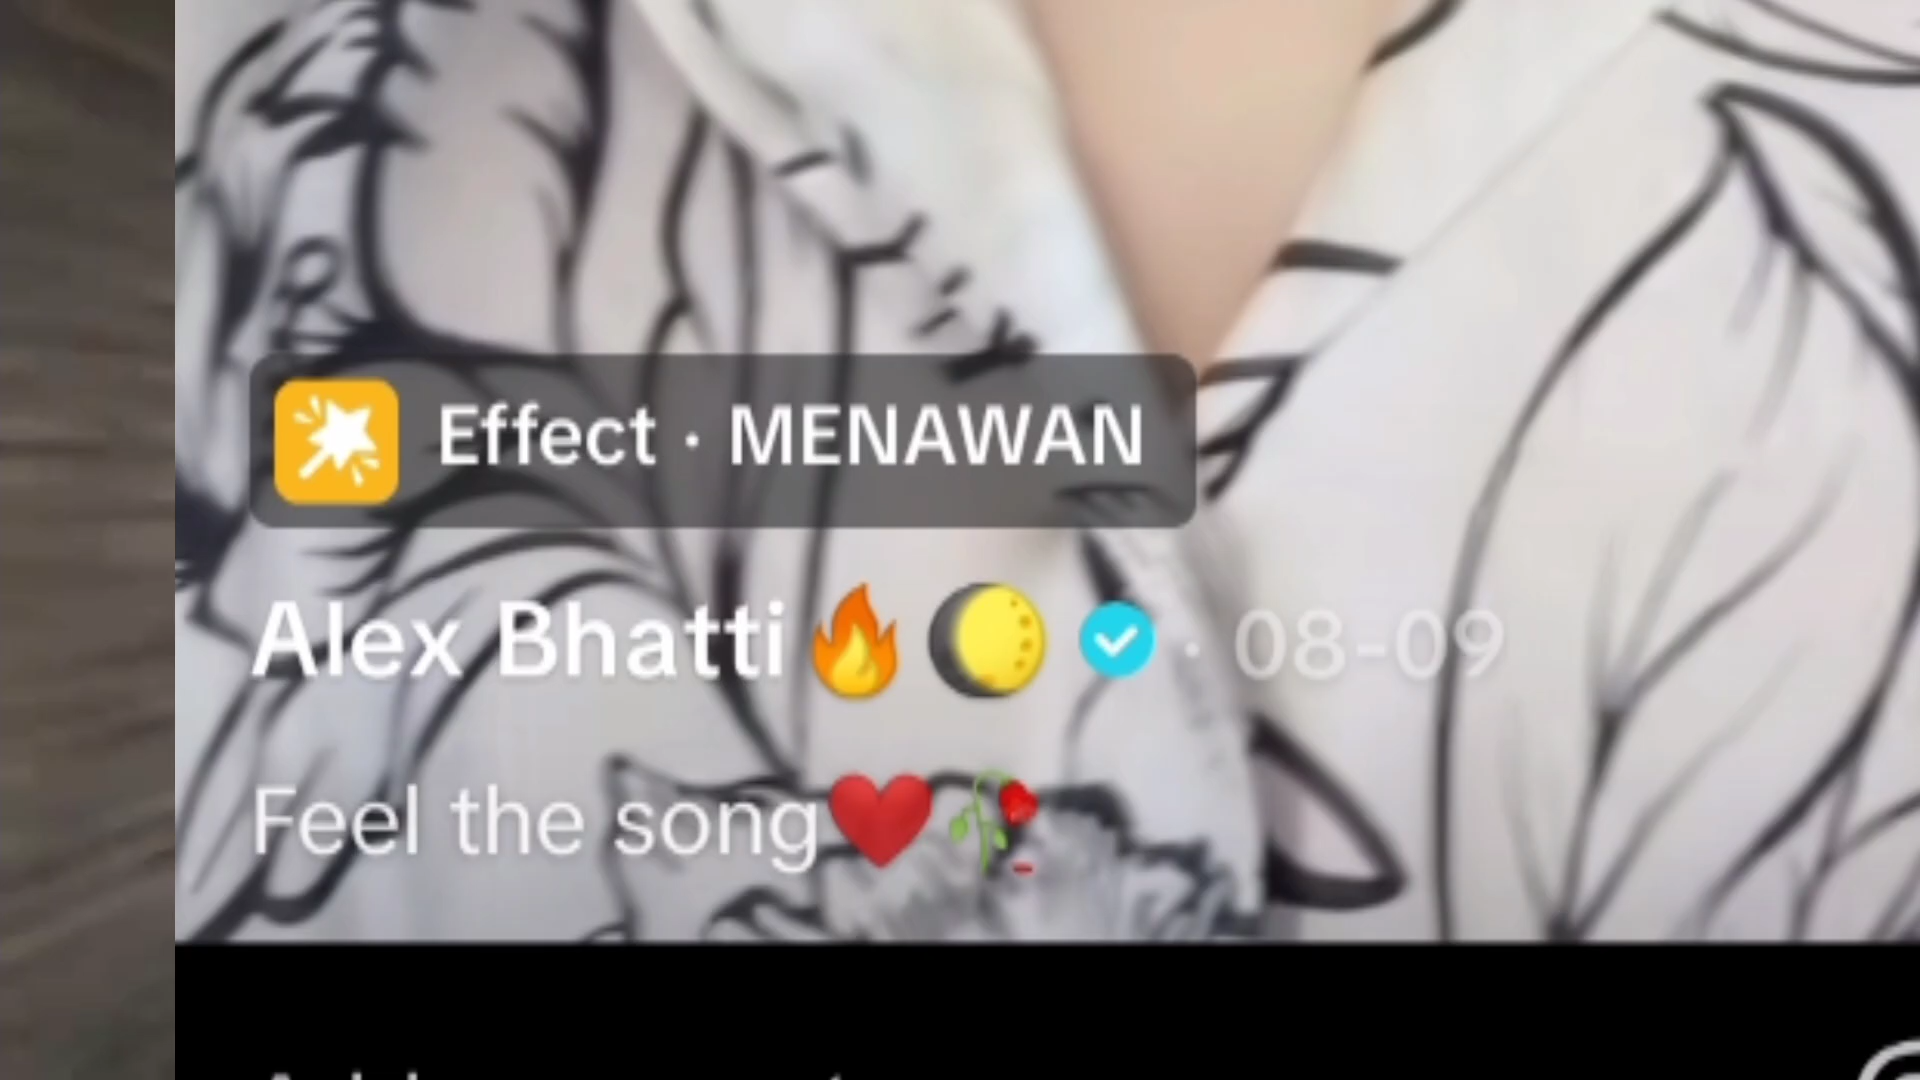 Effect · MENAWAN
Alex Bhatti🔥🌔 · 08-09
Feel the song❤️🥀